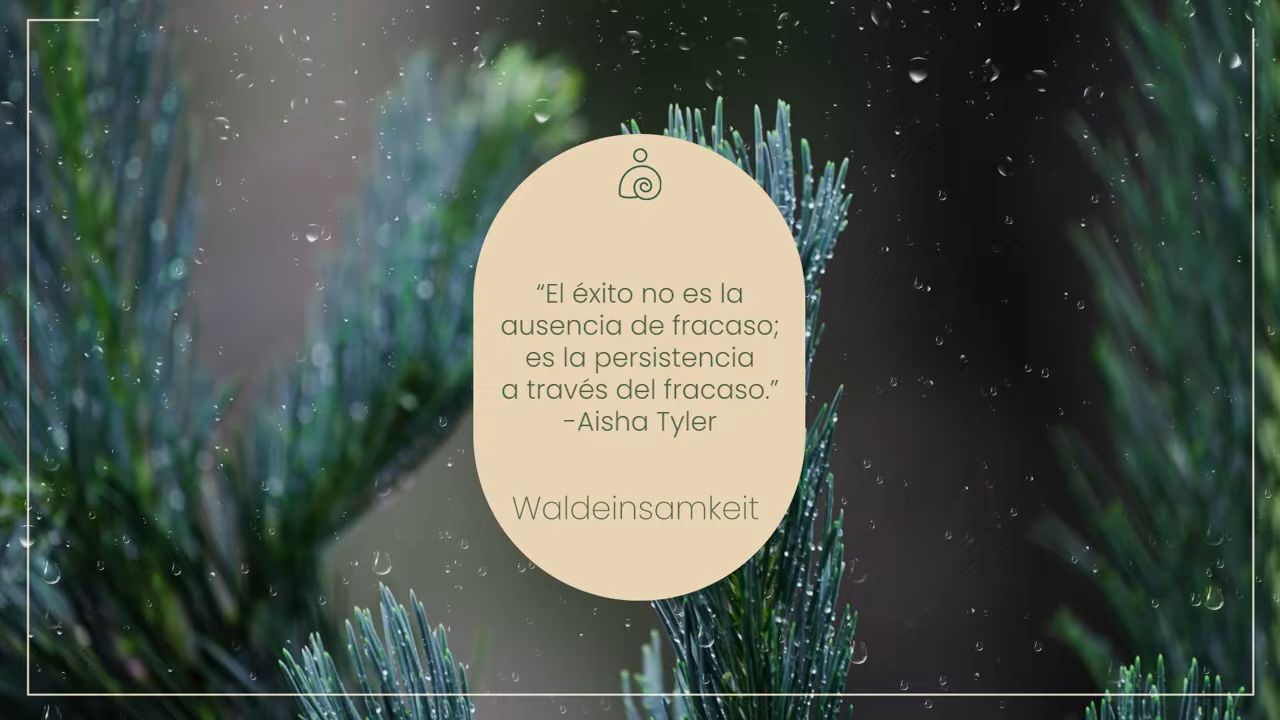 “El éxito no es la
ausencia de fracaso;
es la persistencia
a través del fracaso.”
-Aisha Tyler
Waldeinsamkeit